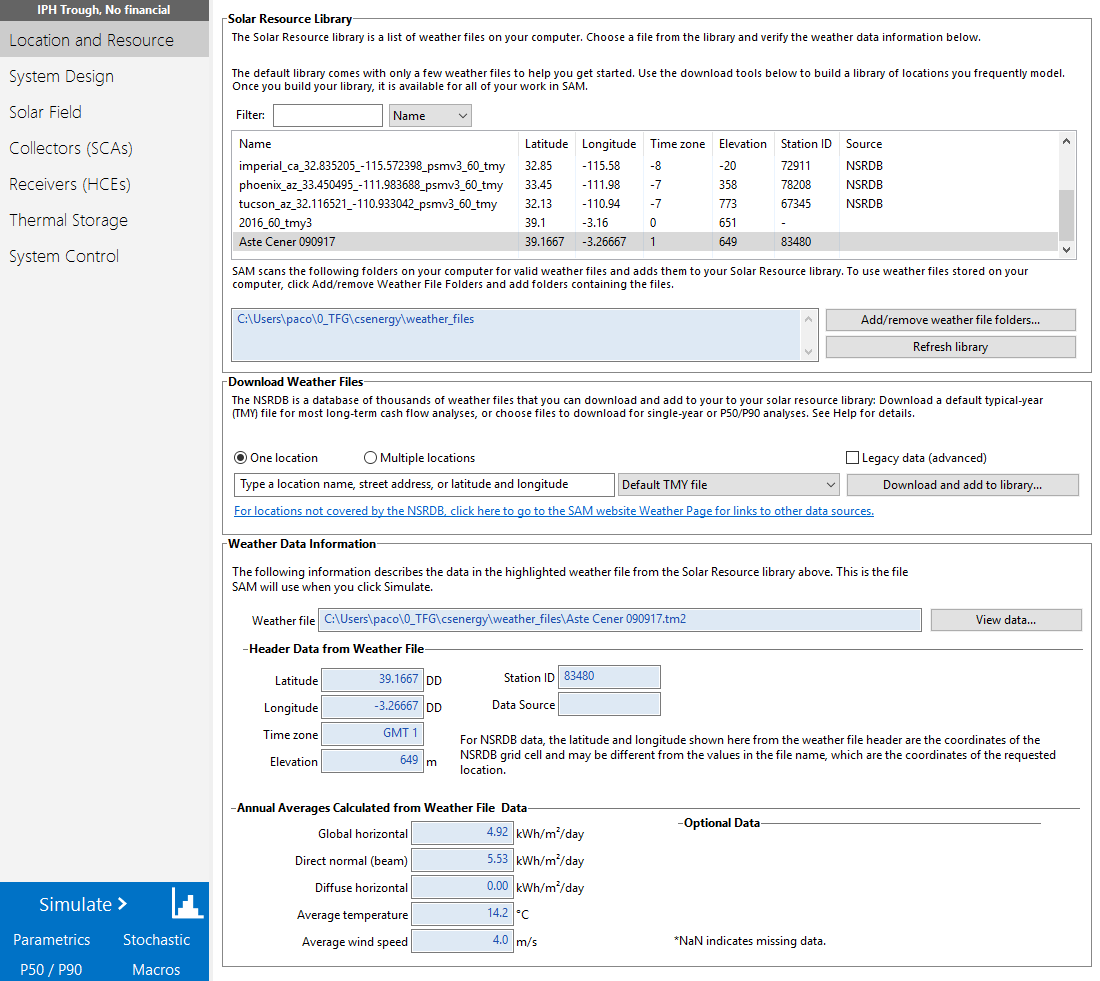 IPH Trough, No financial
Location and Resource
System Design
Solar Field
Collectors (SCAs)
Receivers (HCEs)
Thermal Storage
System Control
Simulate >
Parametrics Stochastic
P50 / P90 Macros
Solar Resource Library
The Solar Resource library is a list of weather files on your computer. Choose a file from the library and verify the weather data information below.
The default library comes with only a few weather files to help you get started. Use the download tools below to build a library of locations you frequently model.
Once you build your library, it is available for all of your work in SAM.
Filter: Name
Name Latitude Longitude Time zone Elevation Station ID Source
imperial_ca_32.835205_-115.572398_psmv3_60_tmy 32.85 -115.58 -8 -20 72911 NSRDB
phoenix_az_33.450495_-111.983688_psmv3_60_tmy 33.45 -111.98 -7 358 78208 NSRDB
tucson_az_32.116521_-110.933042_psmv3_60_tmy 32.13 -110.94 -7 773 67345 NSRDB
2016_60_tmy3 39.1 -3.16 0 651 -
Aste Cener 090917 39.1667 -3.26667 1 649 83480
SAM scans the following folders on your computer for valid weather files and adds them to your Solar Resource library. To use weather files stored on your
computer, click Add/remove Weather File Folders and add folders containing the files.
C:\Users\paco\0_TFG\csenergy\weather_files
Add/remove weather file folders...
Refresh library
Download Weather Files
The NSRDB is a database of thousands of weather files that you can download and add to your to your solar resource library: Download a default typical-year
(TMY) file for most long-term cash flow analyses, or choose files to download for single-year or P50/P90 analyses. See Help for details.
One location Multiple locations Legacy data (advanced)
Type a location name, street address, or latitude and longitude Default TMY file Download and add to library...
For locations not covered by the NSRDB, click here to go to the SAM website Weather Page for links to other data sources.
Weather Data Information
The following information describes the data in the highlighted weather file from the Solar Resource library above. This is the file
SAM will use when you click Simulate.
Weather file C:\Users\paco\0_TFG\csenergy\weather_files\Aste Cener 090917.tm2 View data...
Header Data from Weather File
Latitude 39.1667 DD Station ID 83480
Longitude -3.26667 DD Data Source
Time zone GMT 1
Elevation 649 m
For NSRDB data, the latitude and longitude shown here from the weather file header are the coordinates of the
NSRDB grid cell and may be different from the values in the file name, which are the coordinates of the requested
location.
Annual Averages Calculated from Weather File Data
Global horizontal 4.92 kWh/m²/day
Direct normal (beam) 5.53 kWh/m²/day
Diffuse horizontal 0.00 kWh/m²/day
Average temperature 14.2 °C
Average wind speed 4.0 m/s
Optional Data
*NaN indicates missing data.